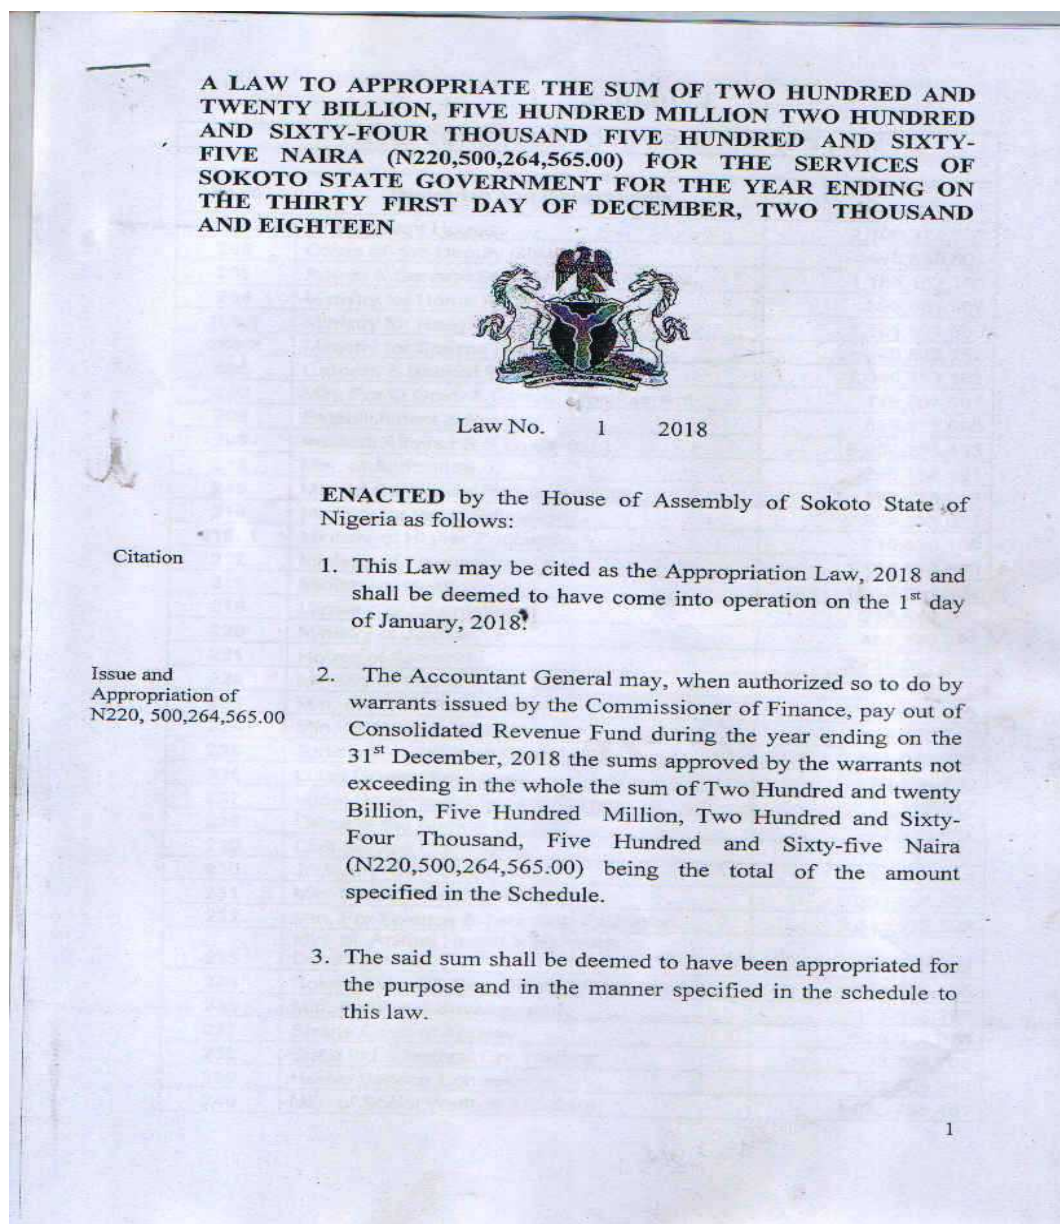 A LAW TO APPROPRIATE THE SUM OF TWO HUNDRED AND
TWENTY BILLION, FIVE HUNDRED MILLION TWO HUNDRED
AND SIXTY-FOUR THOUSAND FIVE HUNDRED AND SIXTY-
FIVE NAIRA (N220,500,264,565.00) FOR THE SERVICES OF
SOKOTO STATE GOVERNMENT FOR THE YEAR ENDING ON
THE THIRTY FIRST DAY OF DECEMBER, TWO THOUSAND
AND EIGHTEEN
Law No. 1 2018
ENACTED by the House of Assembly of Sokoto State of
Nigeria as follows:
Citation
1. This Law may be cited as the Appropriation Law, 2018 and
shall be deemed to have come into operation on the 1st day
of January, 2018.
Issue and
Appropriation of
N220, 500,264,565.00
2. The Accountant General may, when authorized so to do by
warrants issued by the Commissioner of Finance, pay out of
Consolidated Revenue Fund during the year ending on the
31st December, 2018 the sums approved by the warrants not
exceeding in the whole the sum of Two Hundred and twenty
Billion, Five Hundred Million, Two Hundred and Sixty-
Four Thousand, Five Hundred and Sixty-five Naira
(N220,500,264,565.00) being the total of the amount
specified in the Schedule.
3. The said sum shall be deemed to have been appropriated for
the purpose and in the manner specified in the schedule to
this law.
1